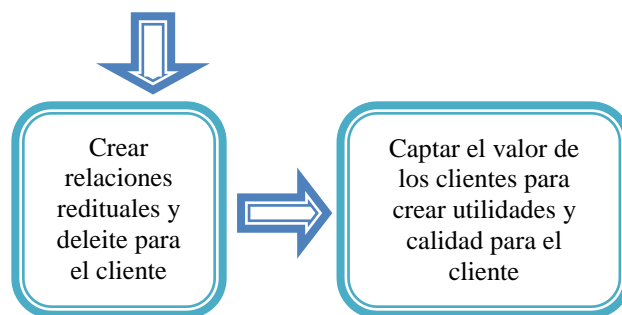 Crear
relaciones
redituales y
deleite para
el cliente
Captar el valor de
los clientes para
crear utilidades y
calidad para el
cliente